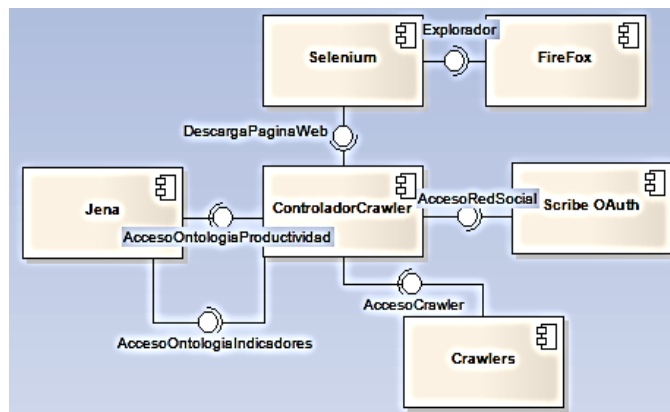 Explorador
Selenium
FireFox
DescargaPaginaWeb
Jena
ControladorCrawler
AccesoRedSocial
Scribe OAuth
AccesoOntologiaProductividad
AccesoCrawler
AccesoOntologiaIndicadores
Crawlers